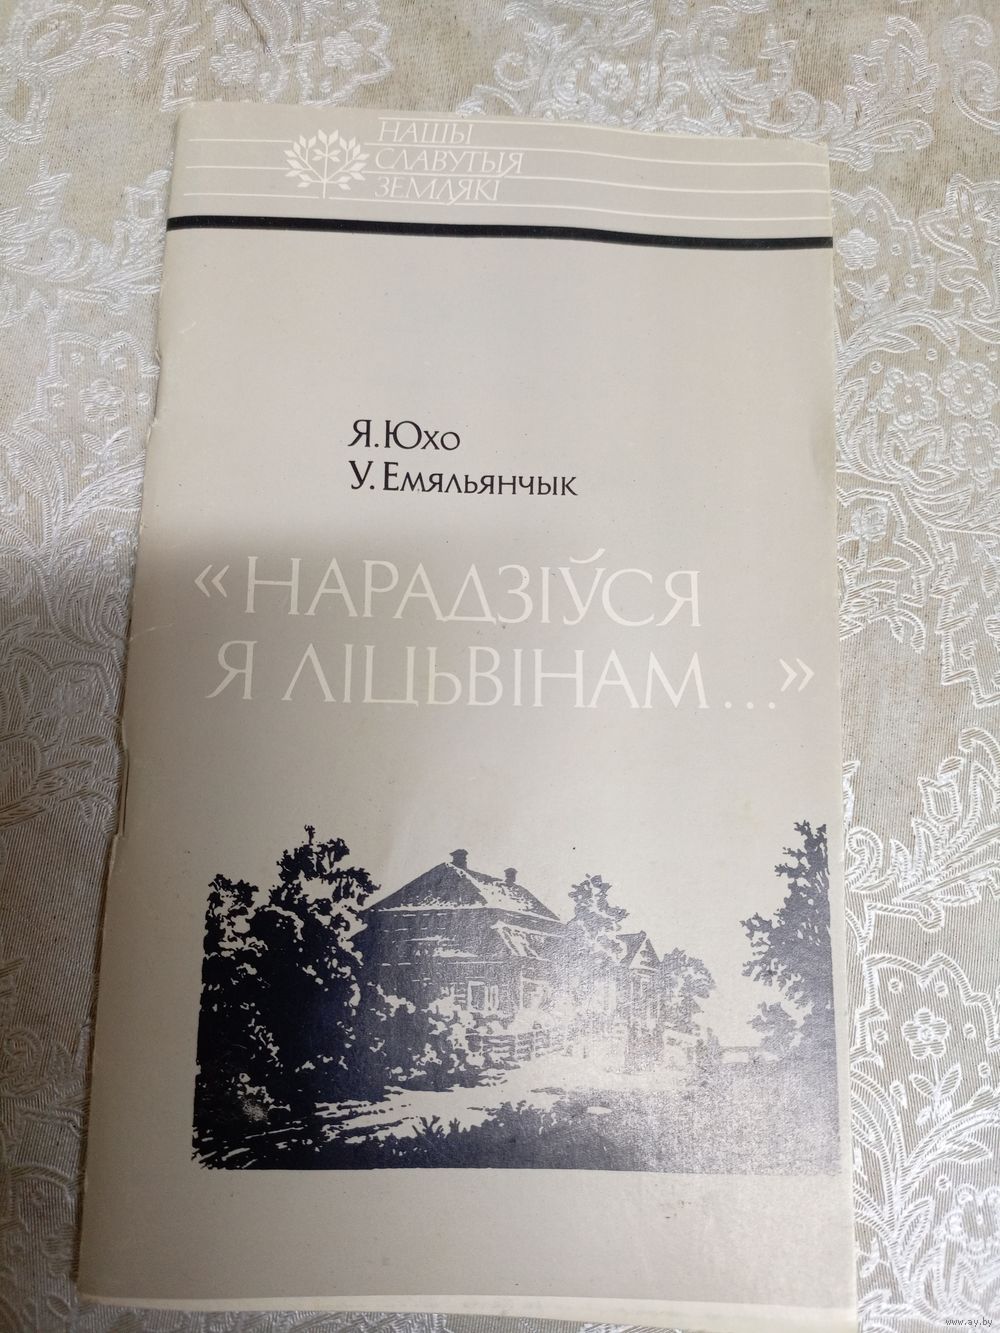 НАШЫ
СЛАВУТЫЯ
ЗЕМЛЯКІ
Я. Юхо
У. Емяльянчык
«НАРАДЗІЎСЯ
Я ЛІЦЬВІНАМ...»
www.ay.by